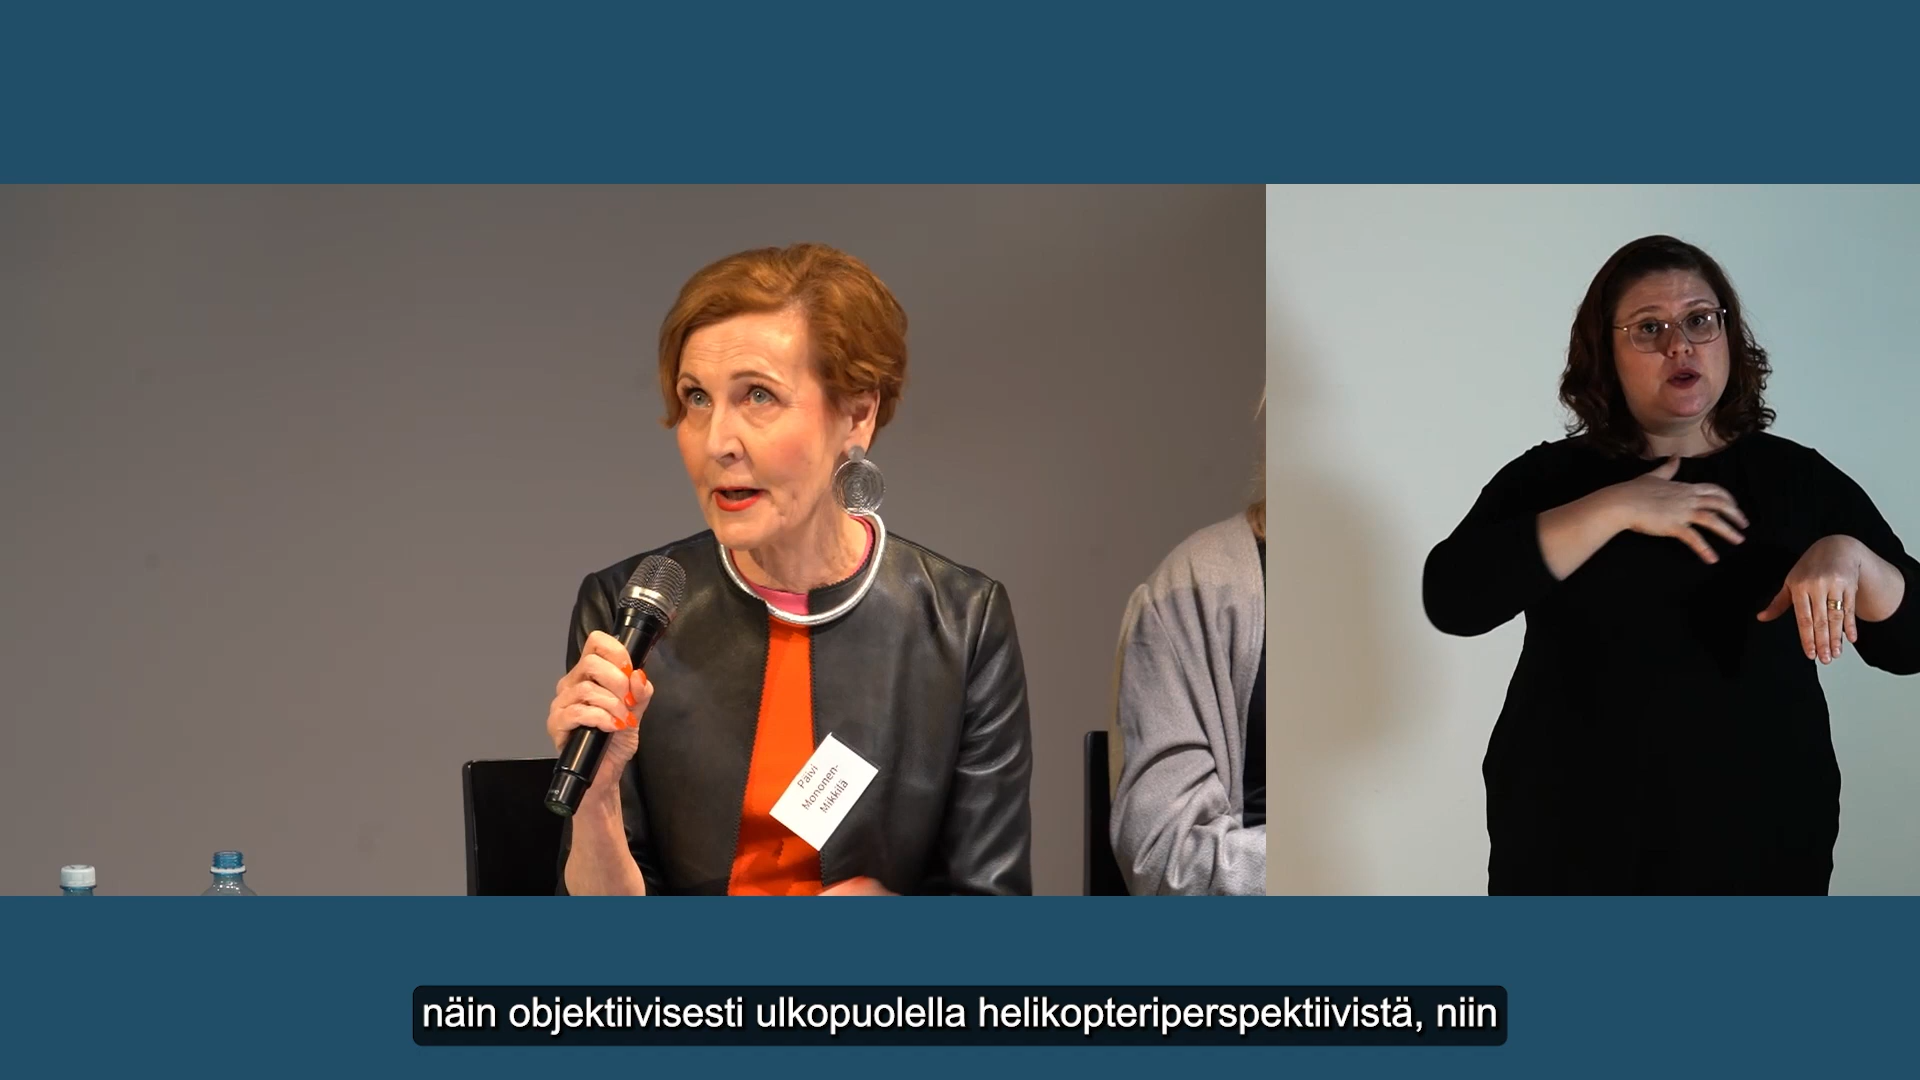 Päivi
Mononen-
Mikkilä
näin objektiivisesti ulkopuolella helikopteriperspektiivistä, niin